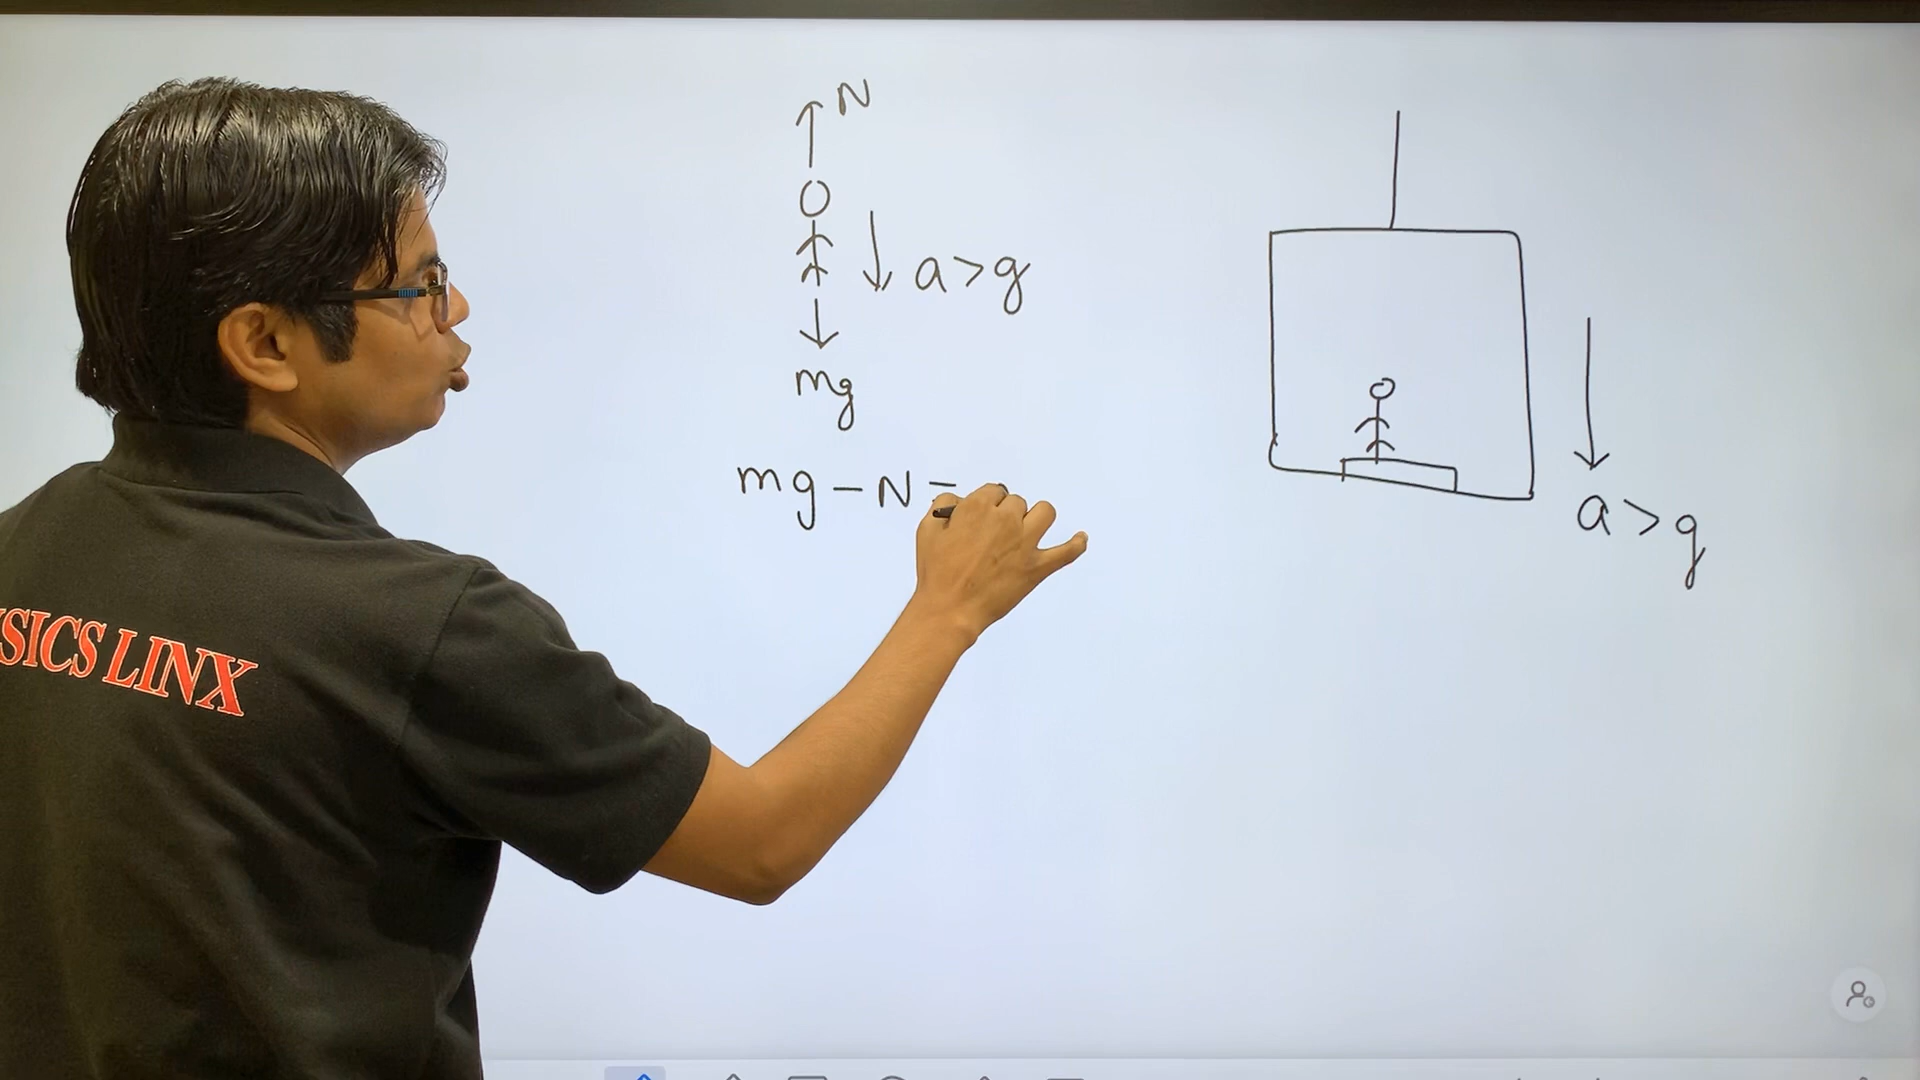 ↑N
↓ a>g
mg
mg-N=
a>g
SICS LINX